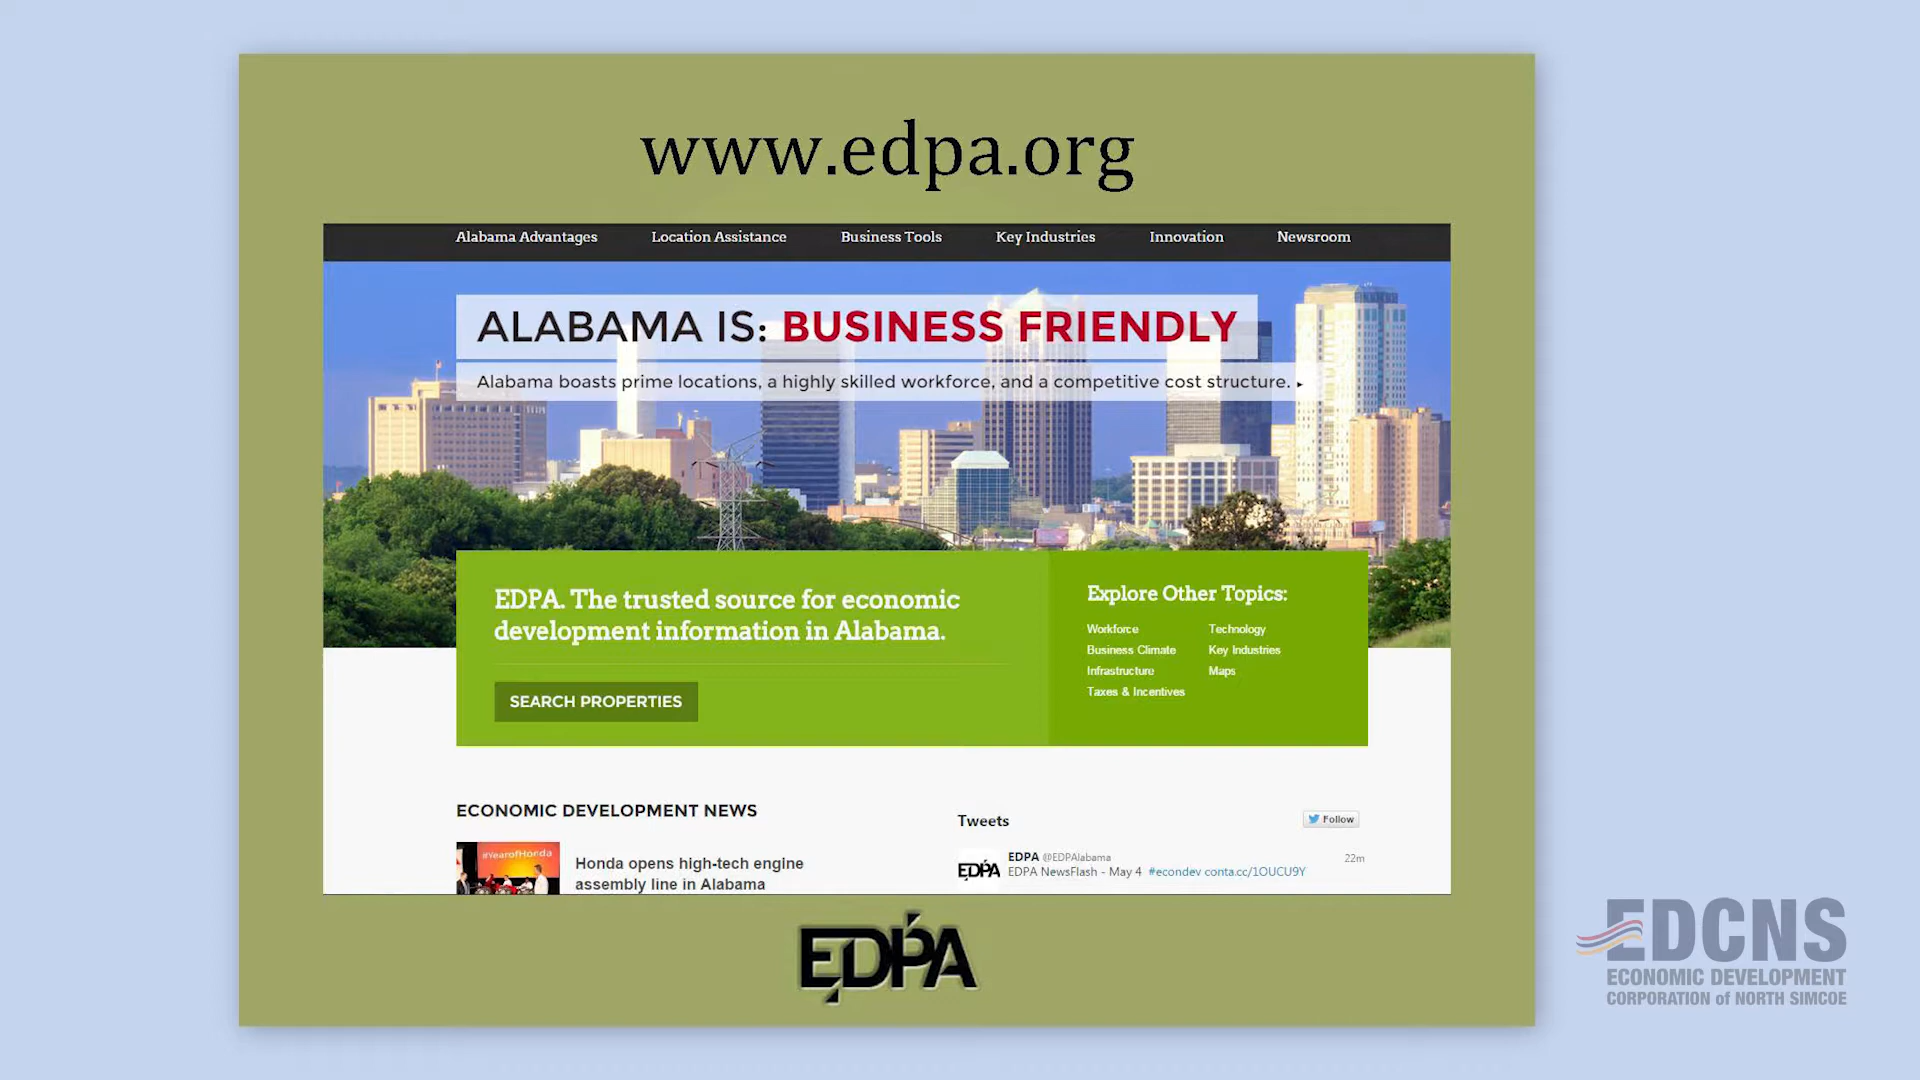 www.edpa.org
Alabama Advantages Location Assistance Business Tools Key Industries Innovation Newsroom
ALABAMA IS: BUSINESS FRIENDLY
Alabama boasts prime locations, a highly skilled workforce, and a competitive cost structure.
EDPA. The trusted source for economic
development information in Alabama.
SEARCH PROPERTIES
Explore Other Topics:
Workforce Technology
Business Climate Key Industries
Infrastructure Maps
Taxes & Incentives
ECONOMIC DEVELOPMENT NEWS
#YearofHonda
Honda opens high-tech engine
assembly line in Alabama
Tweets
Follow
EDPA
EDPA @EDPAlabama 22m
EDPA NewsFlash - May 4 #econdev conta.cc/1OUCU9Y
EDPA
EDCNS
ECONOMIC DEVELOPMENT
CORPORATION of NORTH SIMCOE